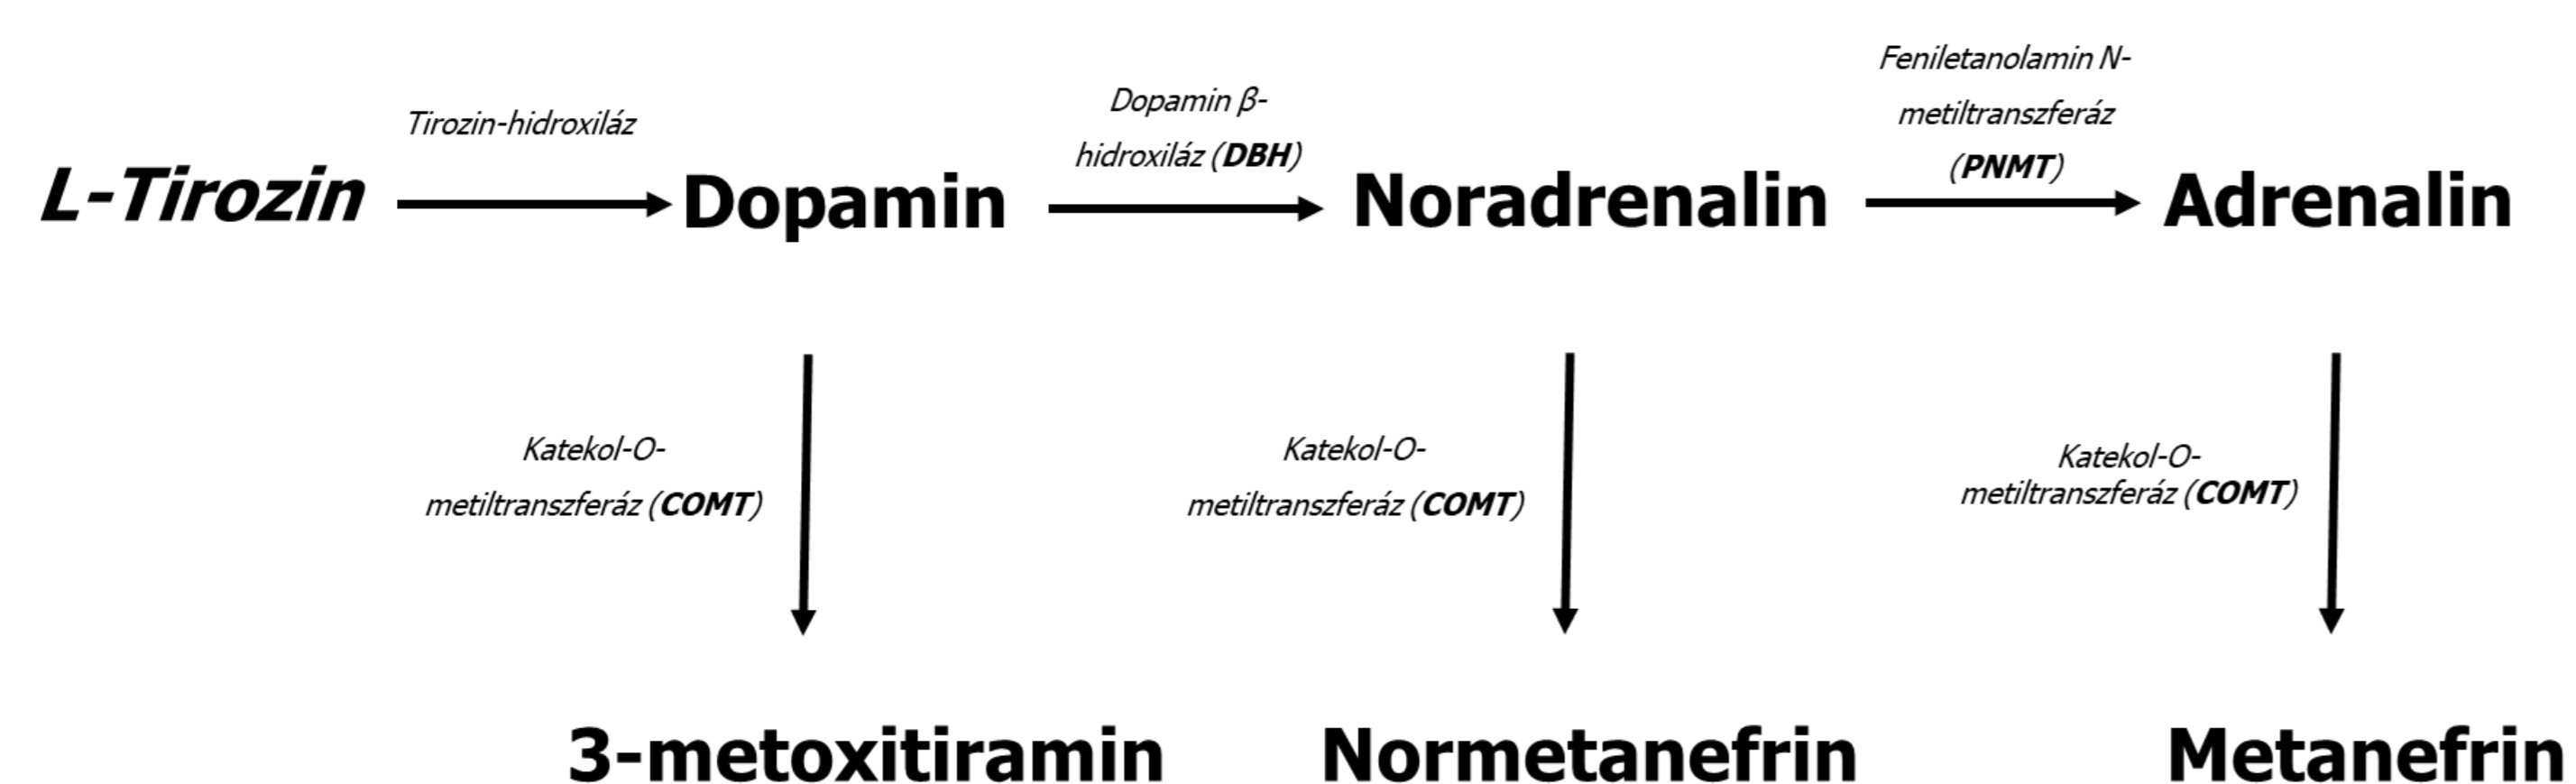 L-Tirozin
Tirozin-hidroxiláz
Dopamin
Dopamin β-
hidroxiláz (DBH)
Noradrenalin
Feniletanolamin N-
metiltranszferáz
(PNMT)
Adrenalin
Katekol-O-
metiltranszferáz (COMT)
Katekol-O-
metiltranszferáz (COMT)
Katekol-O-
metiltranszferáz (COMT)
3-metoxitiramin
Normetanefrin
Metanefrin